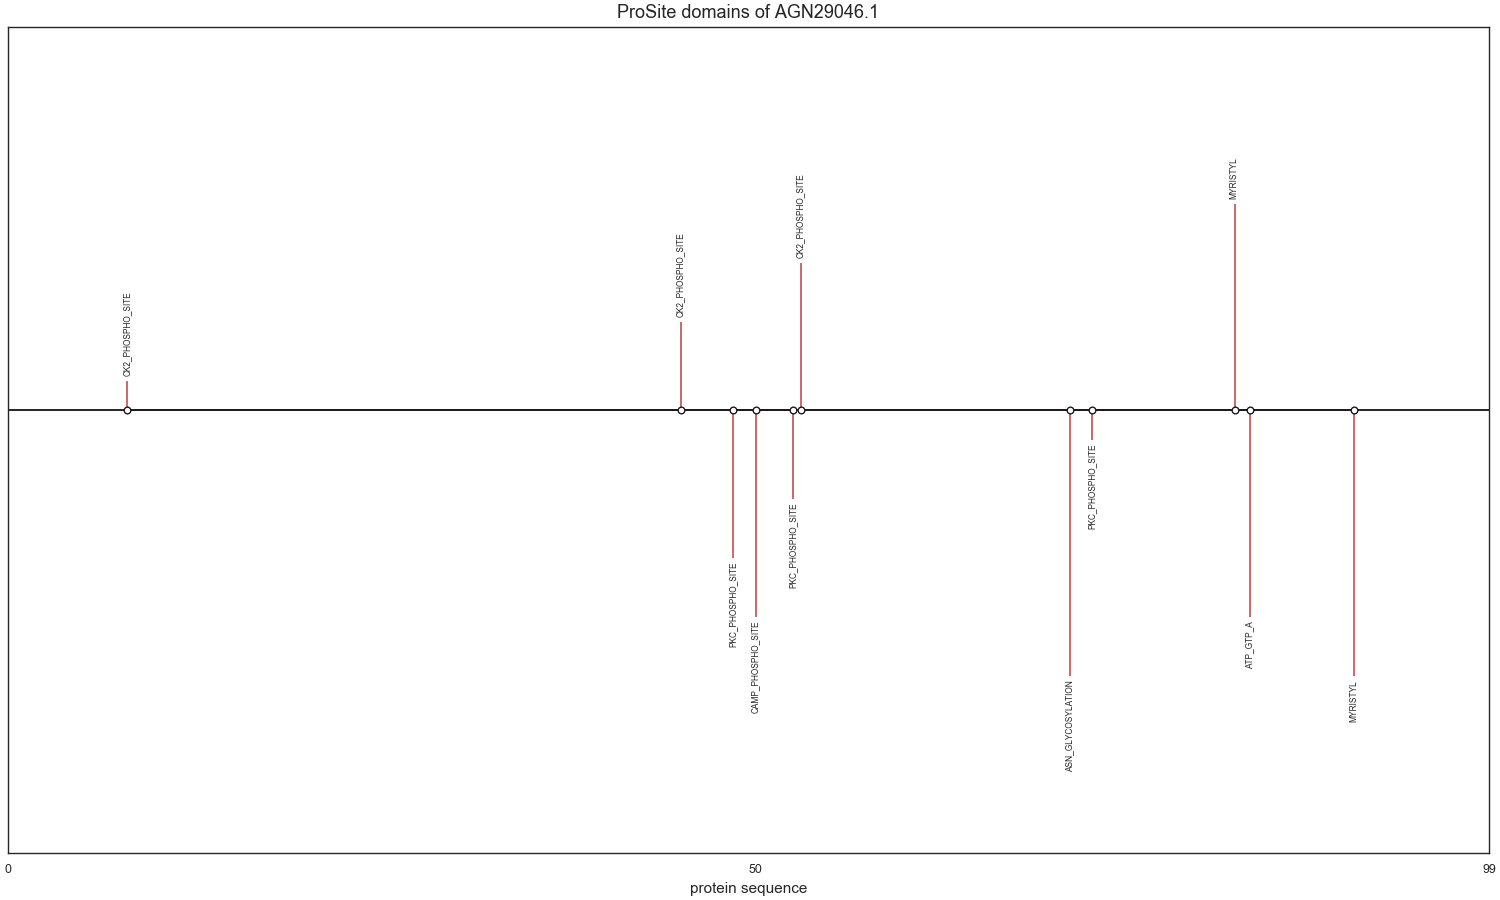 ProSite domains of AGN29046.1
MYRISTYL
CK2_PHOSPHO_SITE
CK2_PHOSPHO_SITE
CK2_PHOSPHO_SITE
PKC_PHOSPHO_SITE
PKC_PHOSPHO_SITE
PKC_PHOSPHO_SITE
CAMP_PHOSPHO_SITE
ATP_GTP_A
ASN_GLYCOSYLATION
MYRISTYL
0
50
99
protein sequence